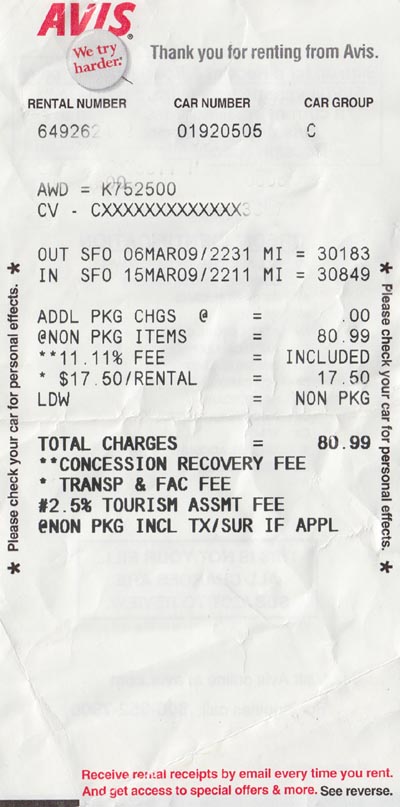 AVIS
We try
harder.®
Thank you for renting from Avis.
RENTAL NUMBER CAR NUMBER CAR GROUP
649262 01920505 C
AWD = K752500
CV - CXXXXXXXXXXXXX
OUT SFO 06MAR09/2231 MI = 30183
IN SFO 15MAR09/2211 MI = 30849
ADDL PKG CHGS @ = .00
@NON PKG ITEMS = 80.99
**11.11% FEE = INCLUDED
* $17.50/RENTAL = 17.50
LDW = NON PKG
TOTAL CHARGES = 80.99
**CONCESSION RECOVERY FEE
* TRANSP & FAC FEE
#2.5% TOURISM ASSMT FEE
@NON PKG INCL TX/SUR IF APPL
* Please check your car for personal effects. *
* Please check your car for personal effects. *
Receive rental receipts by email every time you rent.
And get access to special offers & more. See reverse.